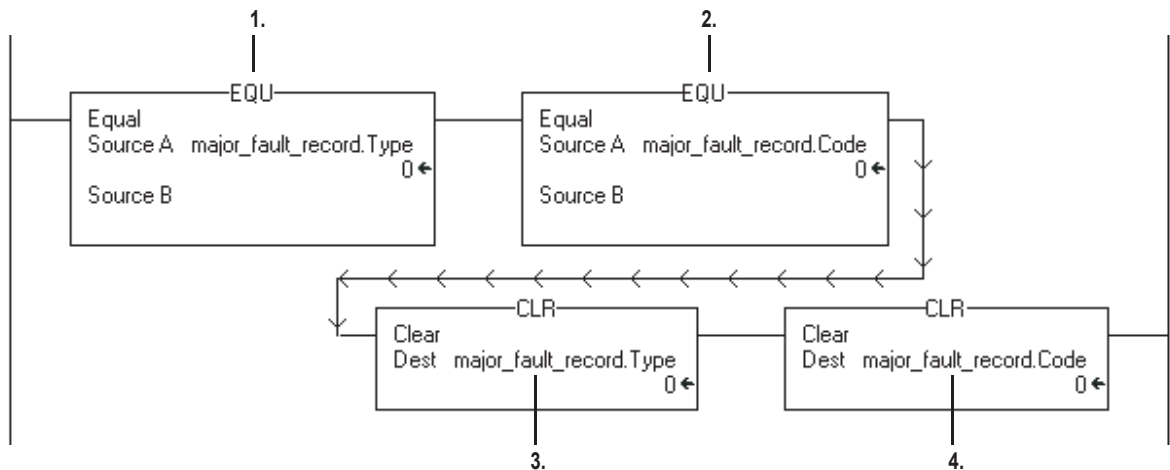 1.
2.
EQU
Equal
Source A major_fault_record.Type
0
Source B
EQU
Equal
Source A major_fault_record.Code
0
Source B
CLR
Clear
Dest major_fault_record.Type
0
CLR
Clear
Dest major_fault_record.Code
0
3.
4.